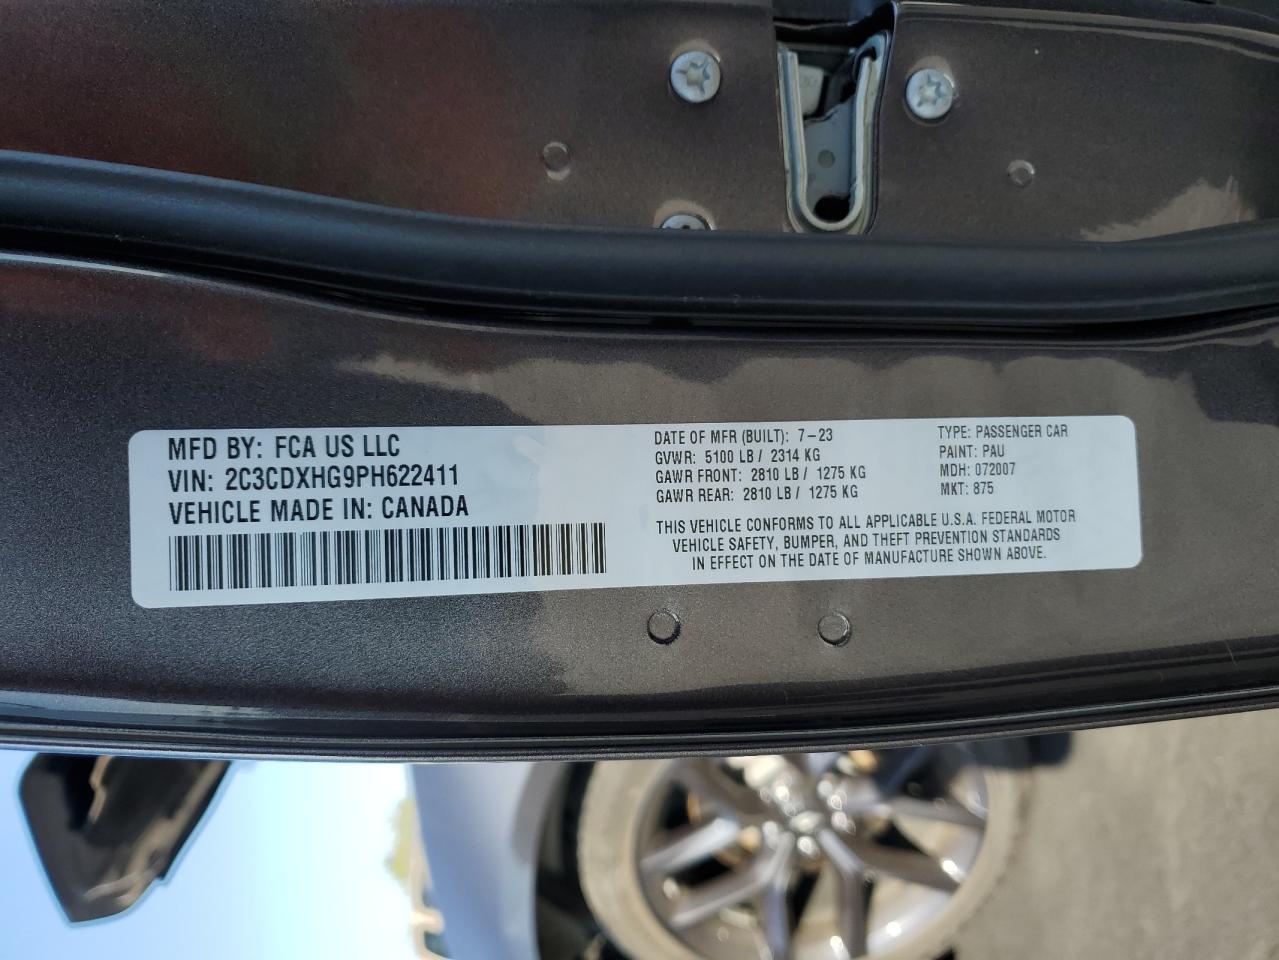 MFD BY: FCA US LLC
VIN: 2C3CDXHG9PH622411
VEHICLE MADE IN: CANADA
DATE OF MFR (BUILT): 7-23
GVWR: 5100 LB / 2314 KG
GAWR FRONT: 2810 LB / 1275 KG
GAWR REAR: 2810 LB / 1275 KG
TYPE: PASSENGER CAR
PAINT: PAU
MDH: 072007
MKT: 875
THIS VEHICLE CONFORMS TO ALL APPLICABLE U.S.A. FEDERAL MOTOR
VEHICLE SAFETY, BUMPER, AND THEFT PREVENTION STANDARDS
IN EFFECT ON THE DATE OF MANUFACTURE SHOWN ABOVE.